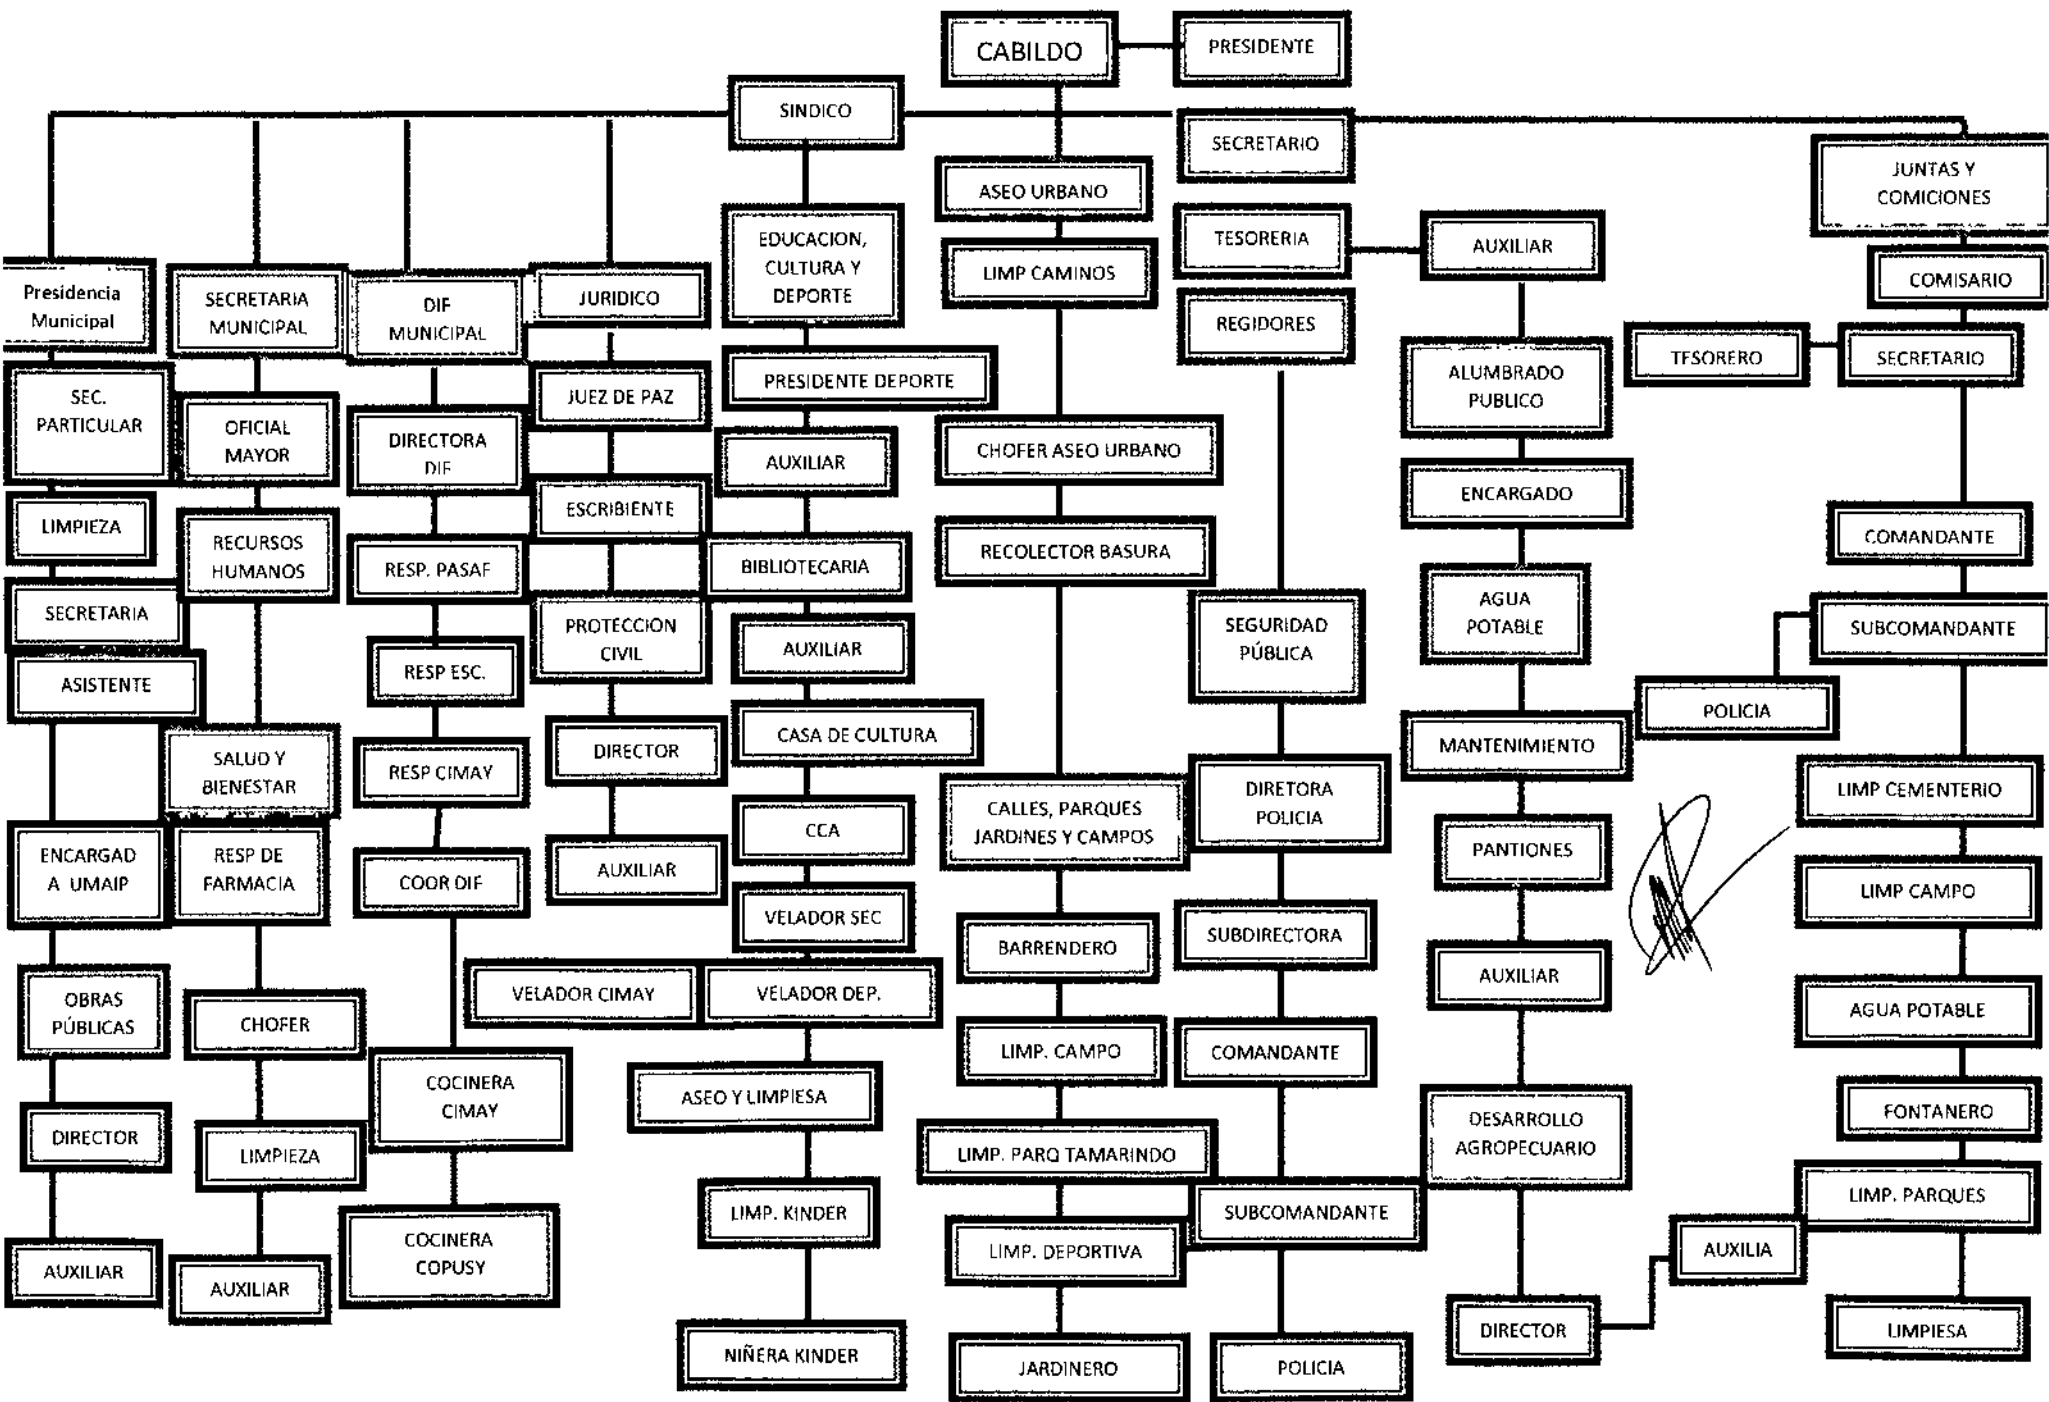 CABILDO
PRESIDENTE
SINDICO
SECRETARIO
TESORERIA
AUXILIAR
REGIDORES
Presidencia
Municipal
SEC.
PARTICULAR
LIMPIEZA
SECRETARIA
ASISTENTE
ENCARGAD
A UMAIP
OBRAS
PÚBLICAS
DIRECTOR
AUXILIAR
SECRETARIA
MUNICIPAL
OFICIAL
MAYOR
RECURSOS
HUMANOS
SALUD Y
BIENESTAR
RESP DE
FARMACIA
CHOFER
LIMPIEZA
AUXILIAR
DIF
MUNICIPAL
DIRECTORA
DIF
RESP. PASAF
RESP ESC.
RESP CIMAY
COOR DIF
COCINERA
CIMAY
COCINERA
COPUSY
JURIDICO
JUEZ DE PAZ
ESCRIBIENTE
PROTECCION
CIVIL
DIRECTOR
AUXILIAR
EDUCACION,
CULTURA Y
DEPORTE
PRESIDENTE DEPORTE
AUXILIAR
BIBLIOTECARIA
AUXILIAR
CASA DE CULTURA
CCA
VELADOR SEC
VELADOR CIMAY
VELADOR DEP.
ASEO Y LIMPIESA
LIMP. KINDER
NIÑERA KINDER
ASEO URBANO
LIMP CAMINOS
CHOFER ASEO URBANO
RECOLECTOR BASURA
CALLES, PARQUES
JARDINES Y CAMPOS
BARRENDERO
LIMP. CAMPO
LIMP. PARQ TAMARINDO
LIMP. DEPORTIVA
JARDINERO
SEGURIDAD
PÚBLICA
DIRETORA
POLICIA
SUBDIRECTORA
COMANDANTE
SUBCOMANDANTE
POLICIA
ALUMBRADO
PUBLICO
ENCARGADO
AGUA
POTABLE
MANTENIMIENTO
PANTIONES
AUXILIAR
DESARROLLO
AGROPECUARIO
DIRECTOR
AUXILIA
JUNTAS Y
COMICIONES
COMISARIO
TESORERO
SECRETARIO
COMANDANTE
SUBCOMANDANTE
POLICIA
LIMP CEMENTERIO
LIMP CAMPO
AGUA POTABLE
FONTANERO
LIMP. PARQUES
LIMPIESA